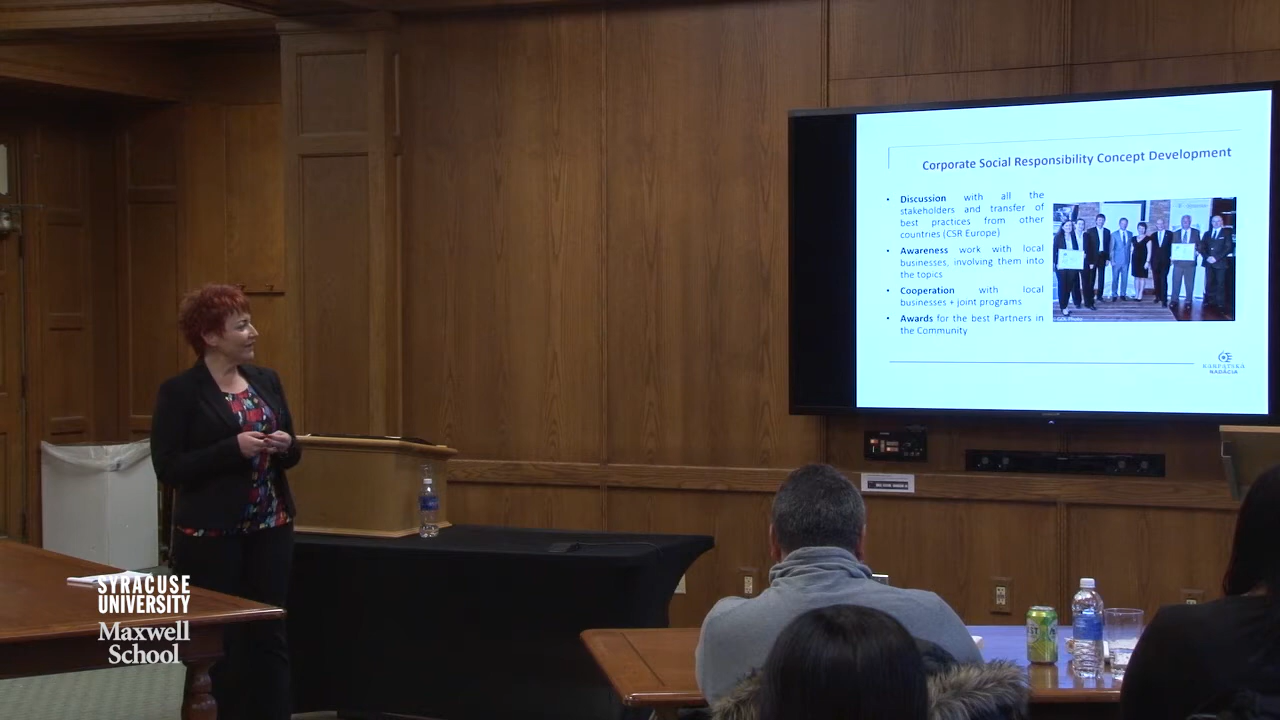 Corporate Social Responsibility Concept Development
• Discussion with all the
stakeholders and transfer of
best practices from other
countries (CSR Europe)
• Awareness work with local
businesses, involving them into
the topics
• Cooperation with local
businesses + joint programs
• Awards for the best Partners in
the Community
KARPATSKÁ
NADÁCIA
SYRACUSE
UNIVERSITY
Maxwell
School